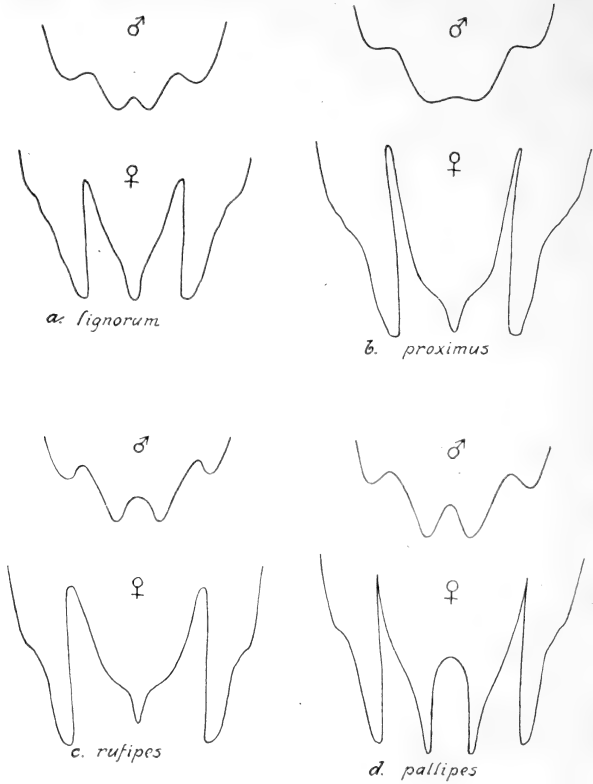 ♂
♂
♀
♀
a. lignorum
b. proximus
♂
♂
♀
♀
c. rufipes
d. pallipes